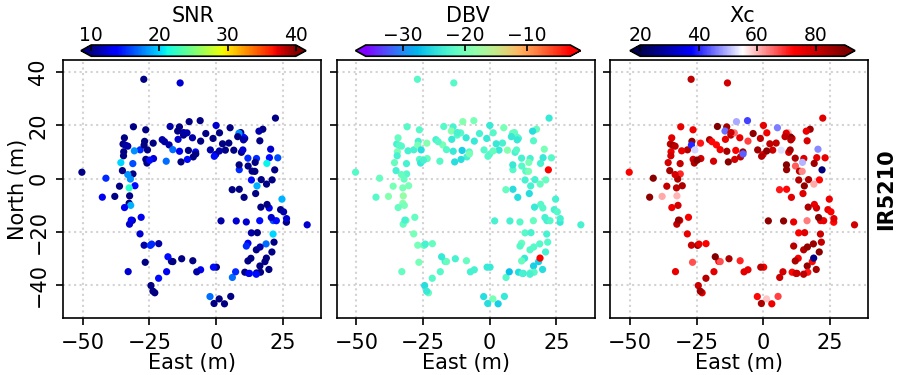 SNR DBV Xc
10 20 30 40 −30 −20 −10 20 40 60 80
North (m)
40
20
0
−20
−40
−50 −25 0 25 −50 −25 0 25 −50 −25 0 25
East (m) East (m) East (m)
IR5210